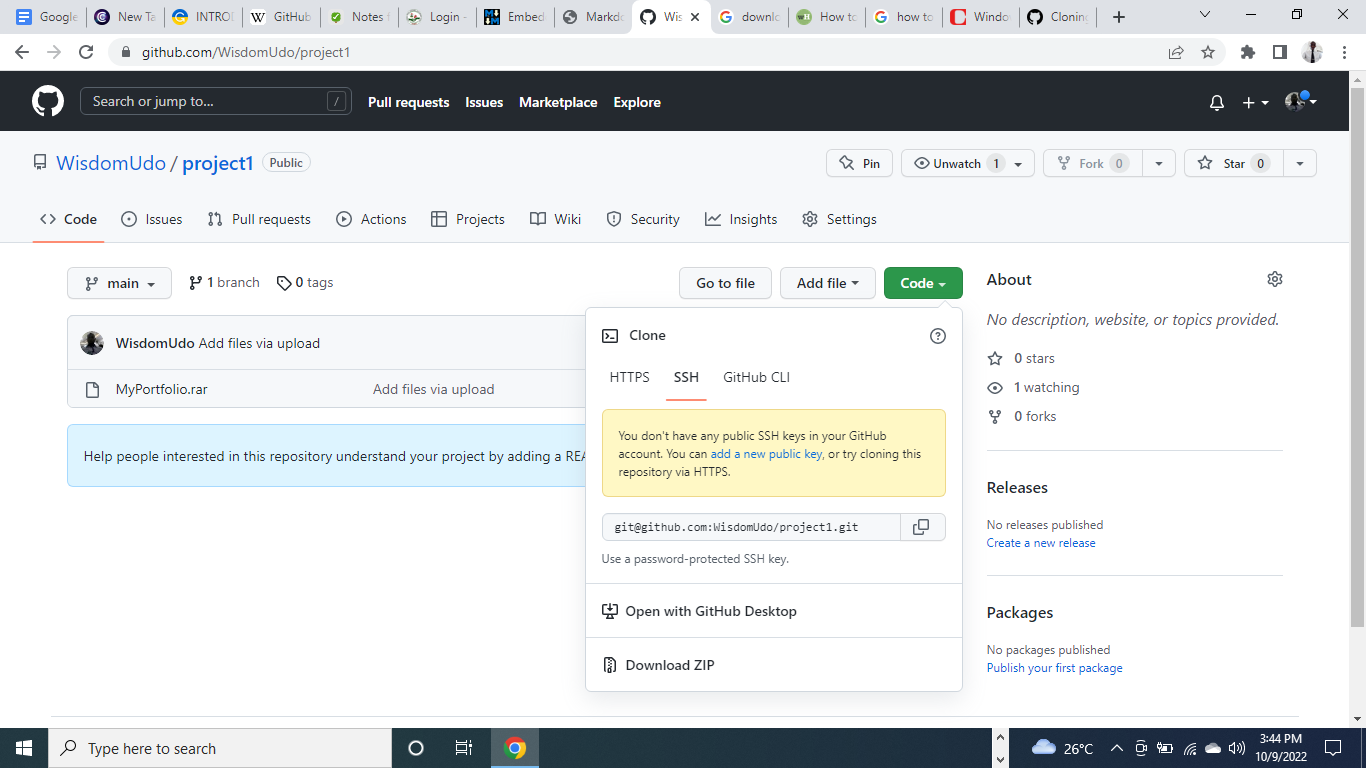 Google
New Ta
INTROD
GitHub
Notes f
Login -
Embed
Markdo
Wis
downlo
How to
how to
Window
Cloning
github.com/WisdomUdo/project1
Search or jump to...
/
Pull requests
Issues
Marketplace
Explore
WisdomUdo / project1
Public
Pin
Unwatch 1
Fork 0
Star 0
Code
Issues
Pull requests
Actions
Projects
Wiki
Security
Insights
Settings
main
1 branch
0 tags
Go to file
Add file
Code
WisdomUdo Add files via upload
MyPortfolio.rar
Add files via upload
Help people interested in this repository understand your project by adding a REA
Clone
HTTPS
SSH
GitHub CLI
You don't have any public SSH keys in your GitHub
account. You can add a new public key, or try cloning this
repository via HTTPS.
git@github.com:WisdomUdo/project1.git
Use a password-protected SSH key.
Open with GitHub Desktop
Download ZIP
About
No description, website, or topics provided.
0 stars
1 watching
0 forks
Releases
No releases published
Create a new release
Packages
No packages published
Publish your first package
Type here to search
26°C
3:44 PM
10/9/2022